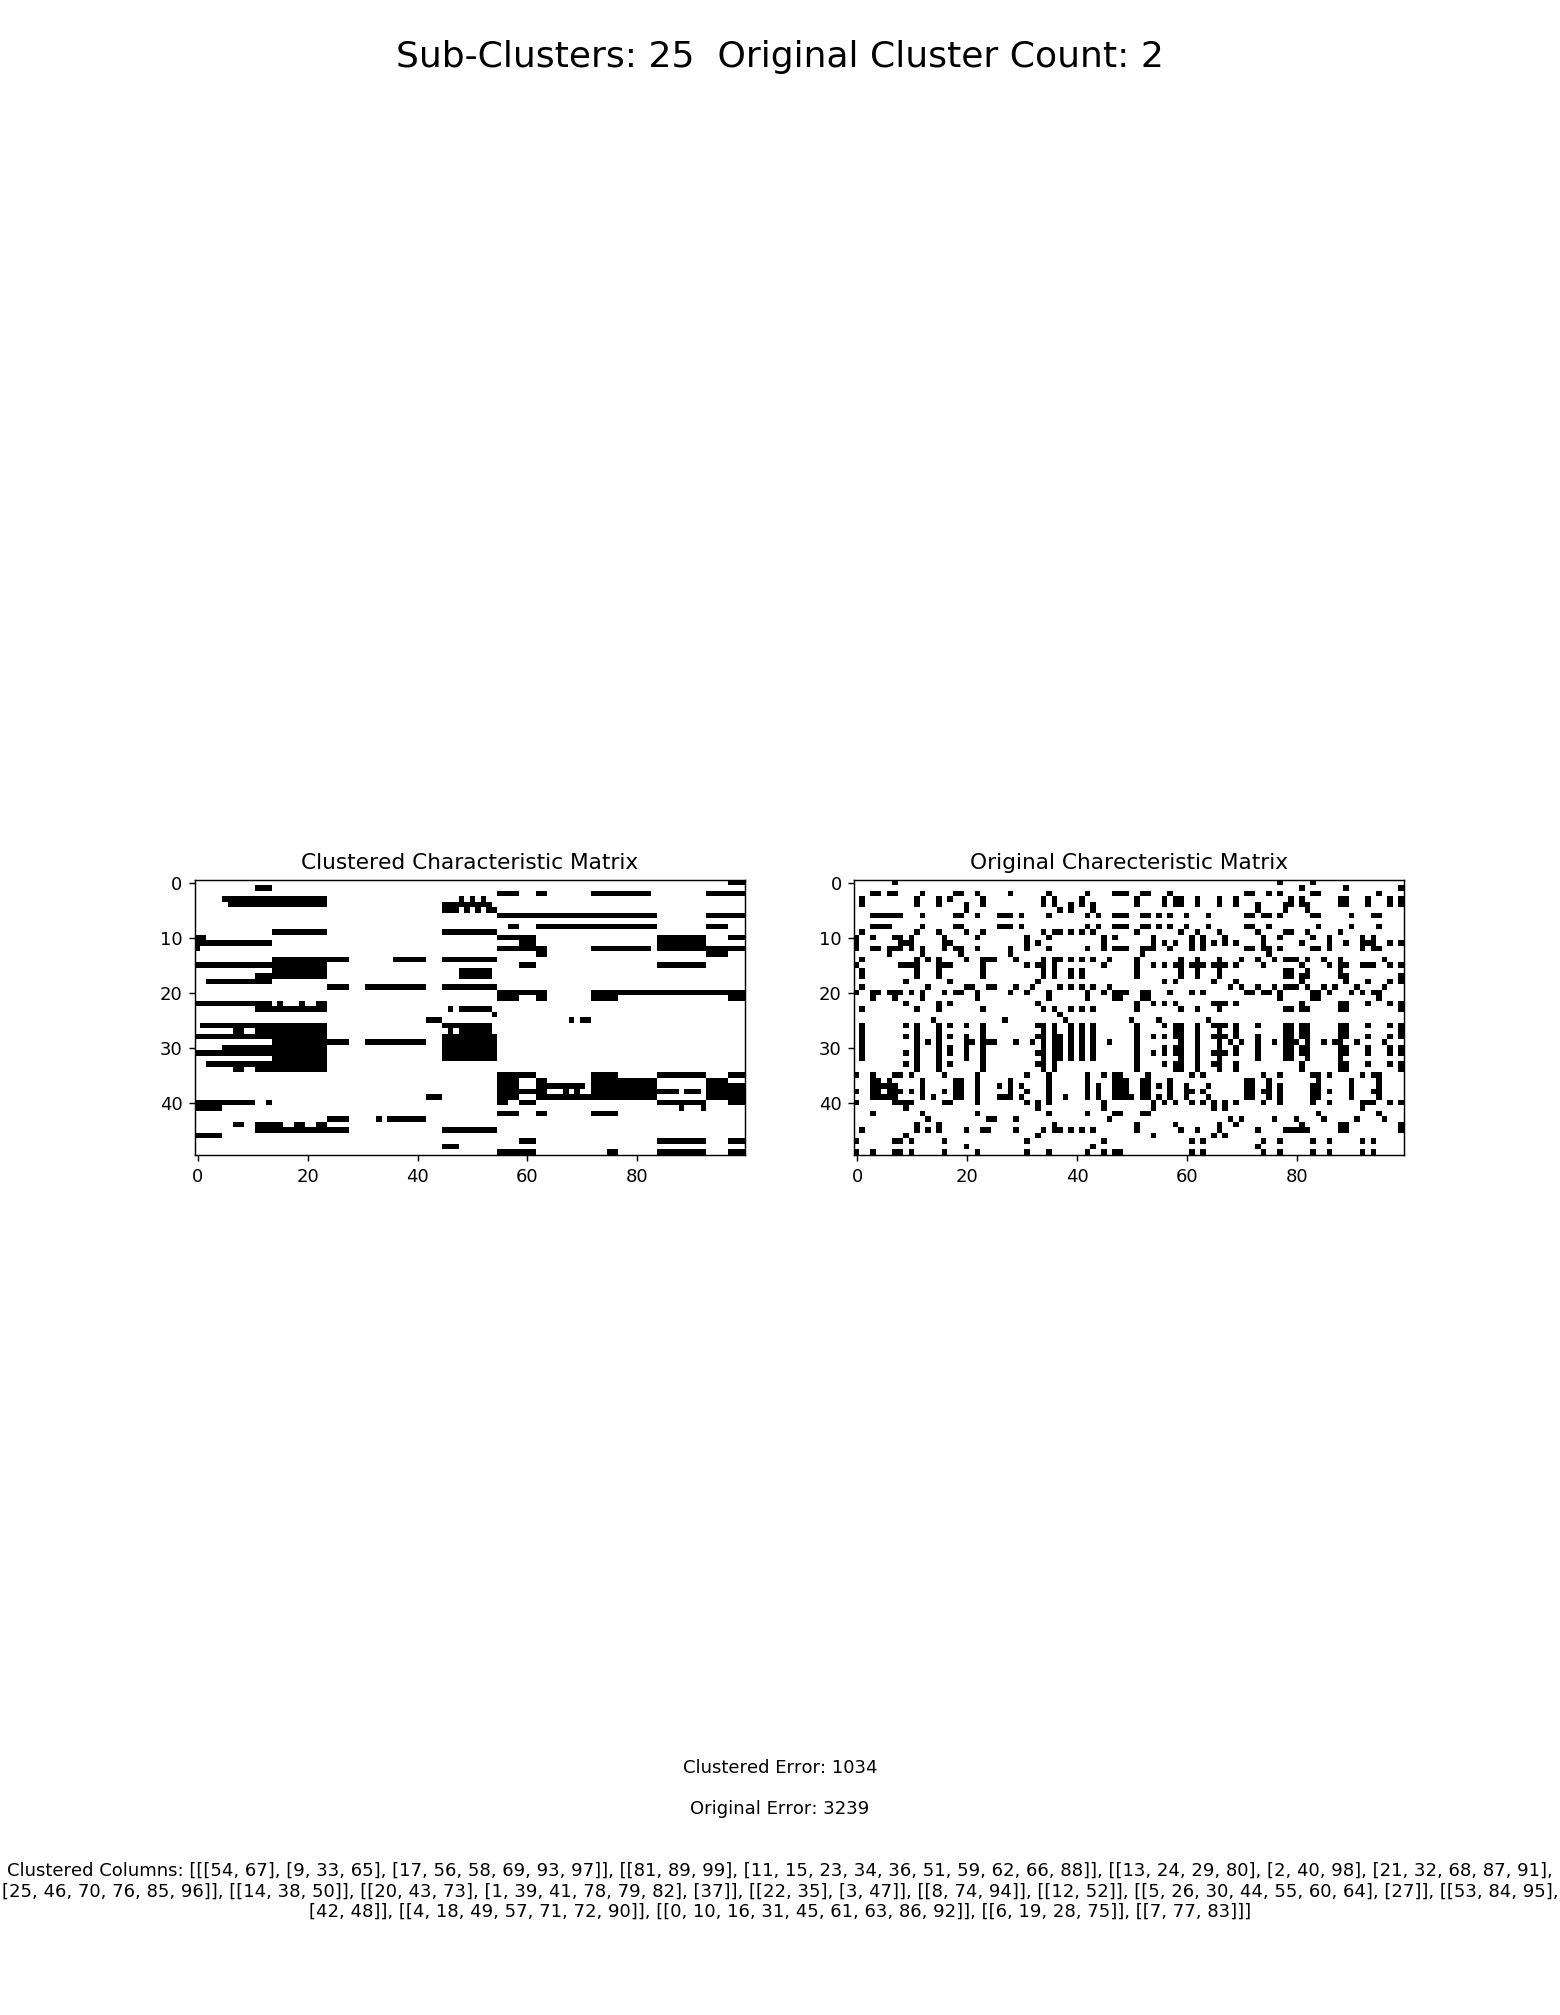 Sub-Clusters: 25  Original Cluster Count: 2
Clustered Characteristic Matrix
Original Charecteristic Matrix
0
10
20
30
40
0
20
40
60
80
0
10
20
30
40
0
20
40
60
80
Clustered Error: 1034
Original Error: 3239
Clustered Columns: [[[54, 67], [9, 33, 65], [17, 56, 58, 69, 93, 97]], [[81, 89, 99], [11, 15, 23, 34, 36, 51, 59, 62, 66, 88]], [[13, 24, 29, 80], [2, 40, 98], [21, 32, 68, 87, 91],
[25, 46, 70, 76, 85, 96]], [[14, 38, 50]], [[20, 43, 73], [1, 39, 41, 78, 79, 82], [37]], [[22, 35], [3, 47]], [[8, 74, 94]], [[12, 52]], [[5, 26, 30, 44, 55, 60, 64], [27]], [[53, 84, 95],
[42, 48]], [[4, 18, 49, 57, 71, 72, 90]], [[0, 10, 16, 31, 45, 61, 63, 86, 92]], [[6, 19, 28, 75]], [[7, 77, 83]]]